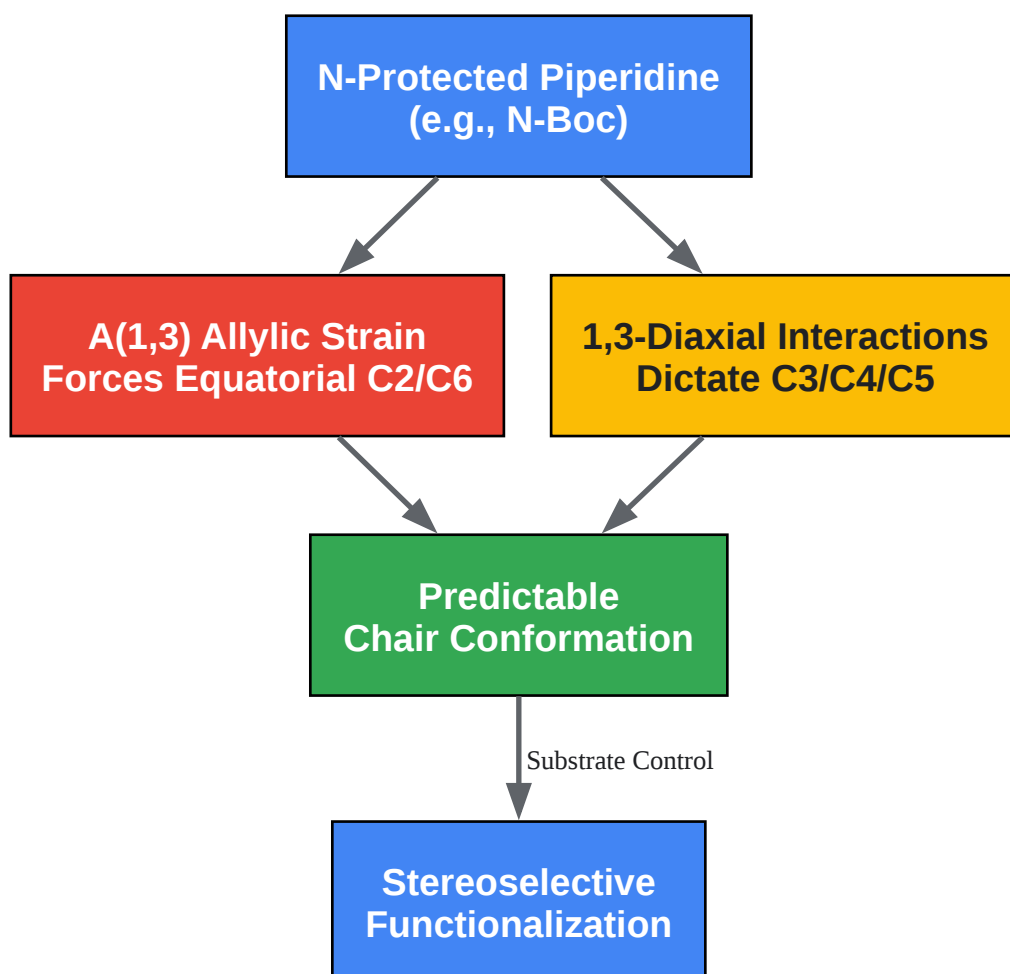 N-Protected Piperidine
(e.g., N-Boc)
A(1,3) Allylic Strain
Forces Equatorial C2/C6
1,3-Diaxial Interactions
Dictate C3/C4/C5
Predictable
Chair Conformation
Substrate Control
Stereoselective
Functionalization